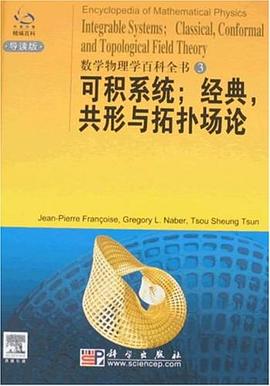 Encyclopedia of Mathematical Physics
Integrable Systems; Classical, Conformal
and Topological Field Theory
导读版
数学物理学百科全书 3
可积系统；经典，
共形与拓扑场论
Jean-Pierre Françoise, Gregory L. Naber, Tsou Sheung Tsun
科学出版社
www.sciencep.com